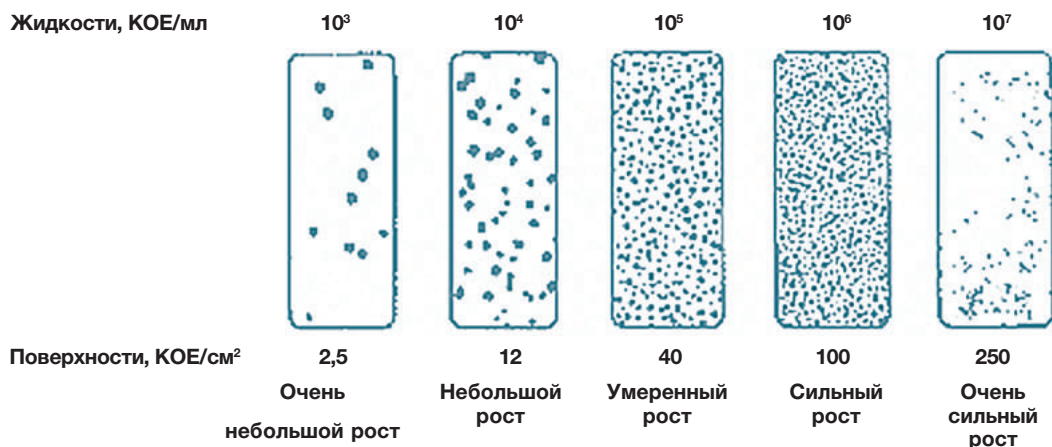 Жидкости, КОЕ/мл 10³ 10⁴ 10⁵ 10⁶ 10⁷
Поверхности, КОЕ/см² 2,5 12 40 100 250
Очень небольшой рост
Небольшой рост
Умеренный рост
Сильный рост
Очень сильный рост